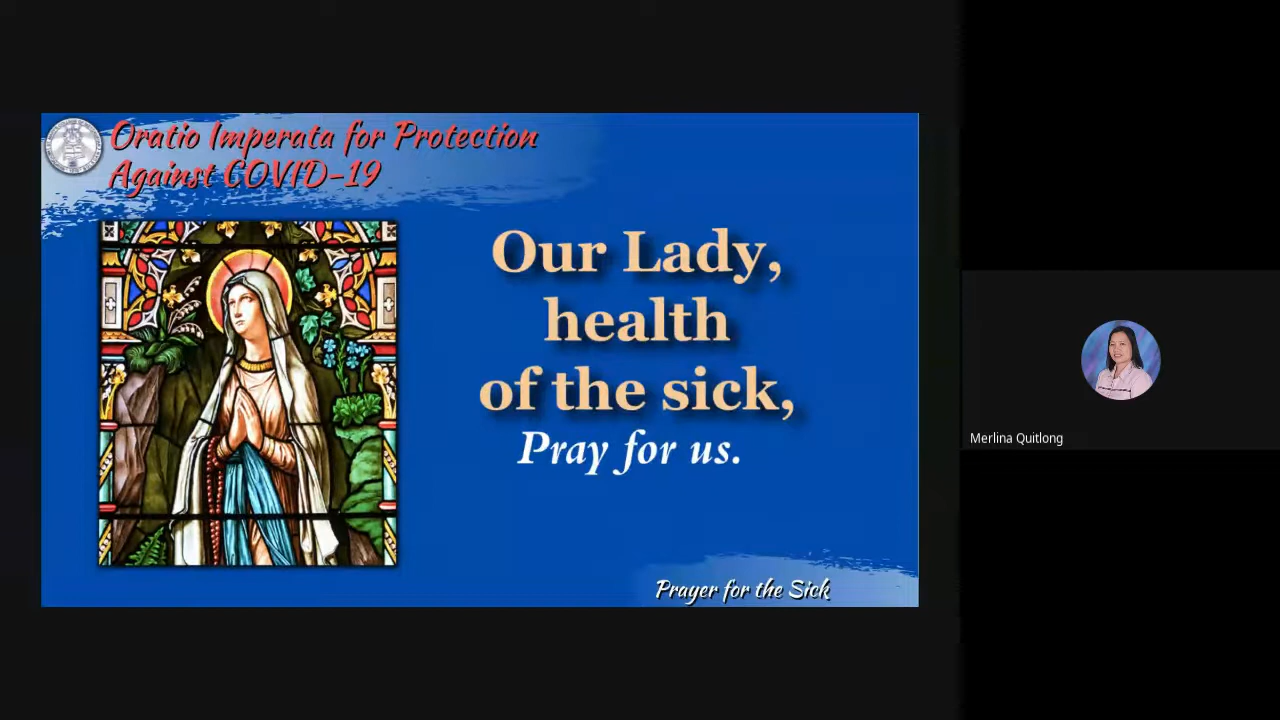 Oratio Imperata for Protection
Against COVID-19
Our Lady,
health
of the sick,
Pray for us.
Prayer for the Sick
Merlina Quitlong